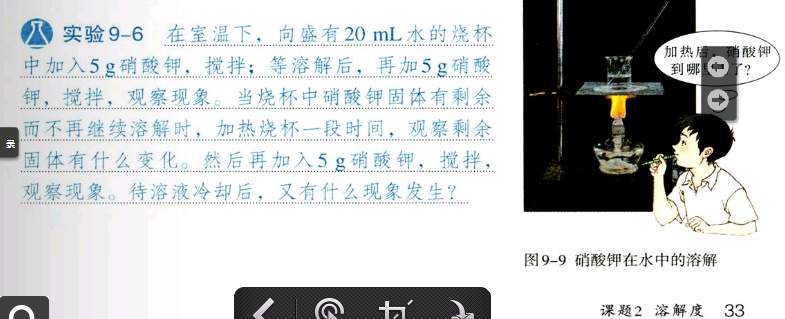 实验9-6 在室温下，向盛有20 mL水的烧杯
中加入5 g硝酸钾，搅拌；等溶解后，再加5 g硝酸
钾，搅拌，观察现象。当烧杯中硝酸钾固体有剩余
而不再继续溶解时，加热烧杯一段时间，观察剩余
固体有什么变化。然后再加入5 g硝酸钾，搅拌，
观察现象。待溶液冷却后，又有什么现象发生？
加热后，硝酸钾
到哪 了？
图9-9 硝酸钾在水中的溶解
课题2 溶解度 33